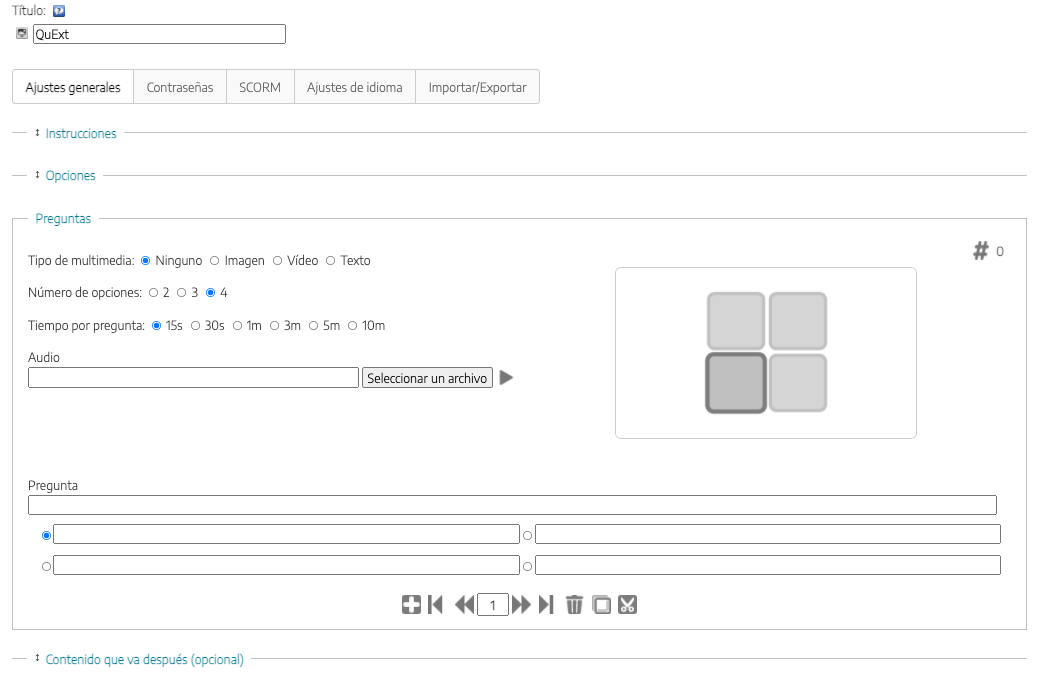 Título:
QuExt
Ajustes generales Contraseñas SCORM Ajustes de idioma Importar/Exportar
Instrucciones
Opciones
Preguntas
# 0
Tipo de multimedia: Ninguno Imagen Vídeo Texto
Número de opciones: 2 3 4
Tiempo por pregunta: 15s 30s 1m 3m 5m 10m
Audio
Seleccionar un archivo
Pregunta
1
Contenido que va después (opcional)